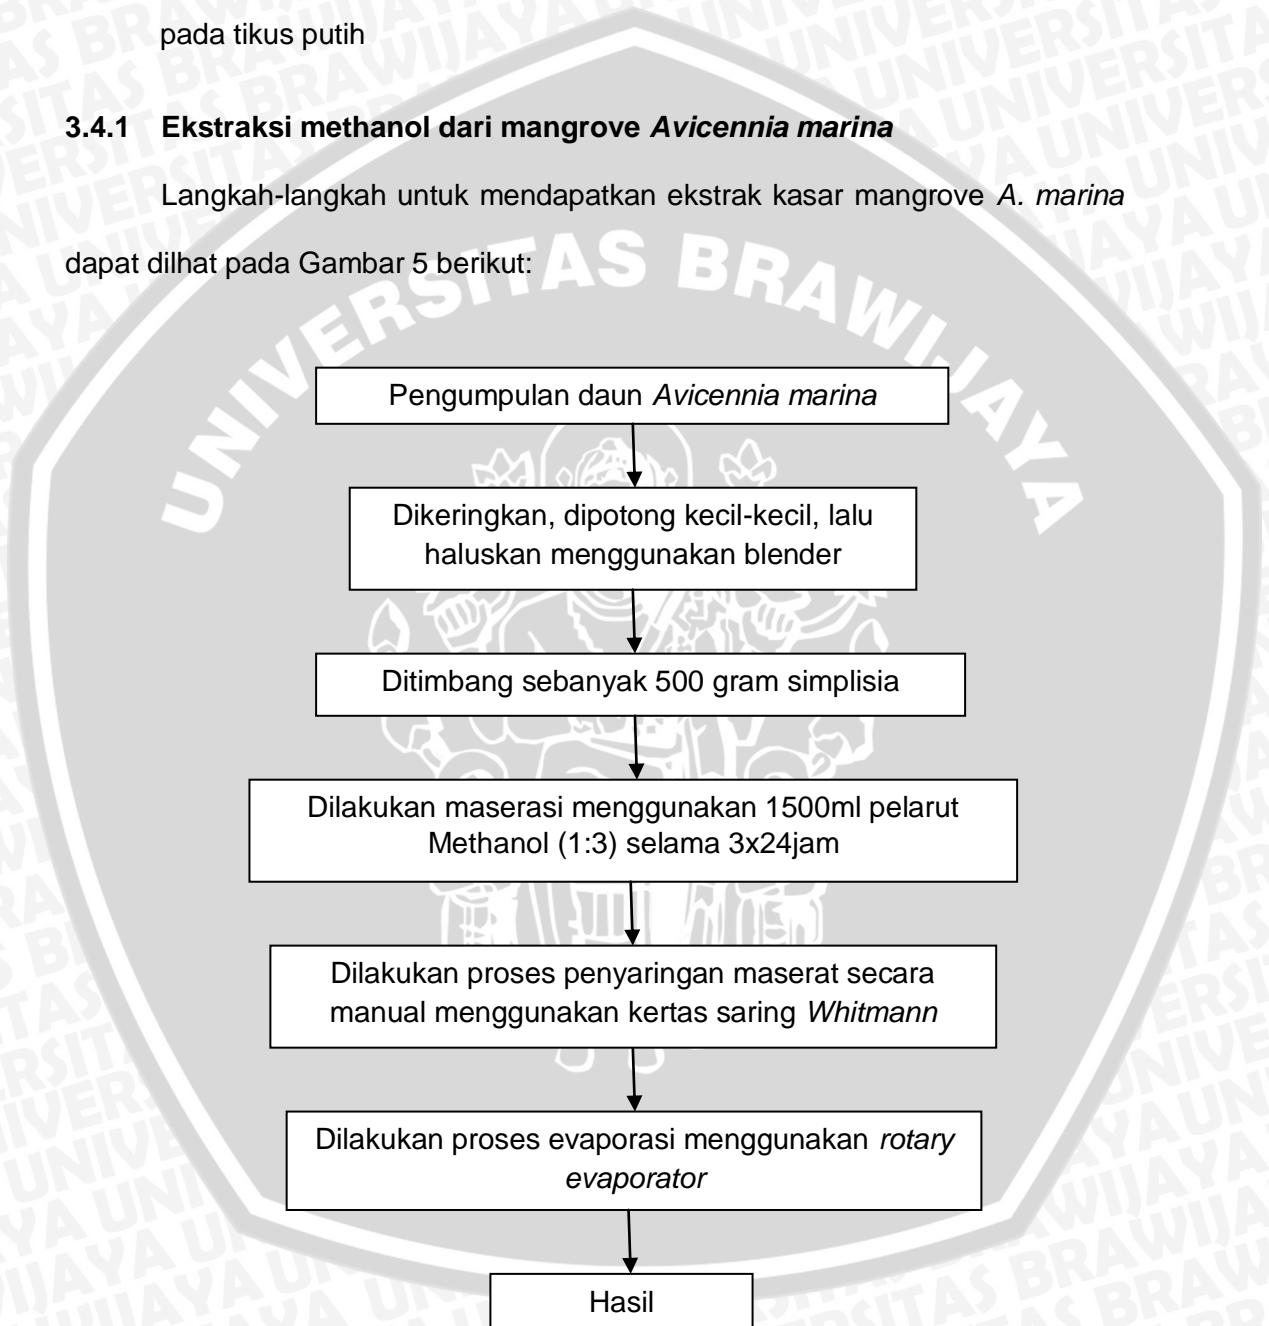 pada tikus putih
3.4.1 Ekstraksi methanol dari mangrove Avicennia marina
Langkah-langkah untuk mendapatkan ekstrak kasar mangrove A. marina
dapat dilhat pada Gambar 5 berikut:
UNIVERSITAS BRAWIJAYA
Pengumpulan daun Avicennia marina
Dikeringkan, dipotong kecil-kecil, lalu
haluskan menggunakan blender
Ditimbang sebanyak 500 gram simplisia
Dilakukan maserasi menggunakan 1500ml pelarut
Methanol (1:3) selama 3x24jam
Dilakukan proses penyaringan maserat secara
manual menggunakan kertas saring Whitmann
Dilakukan proses evaporasi menggunakan rotary
evaporator
Hasil